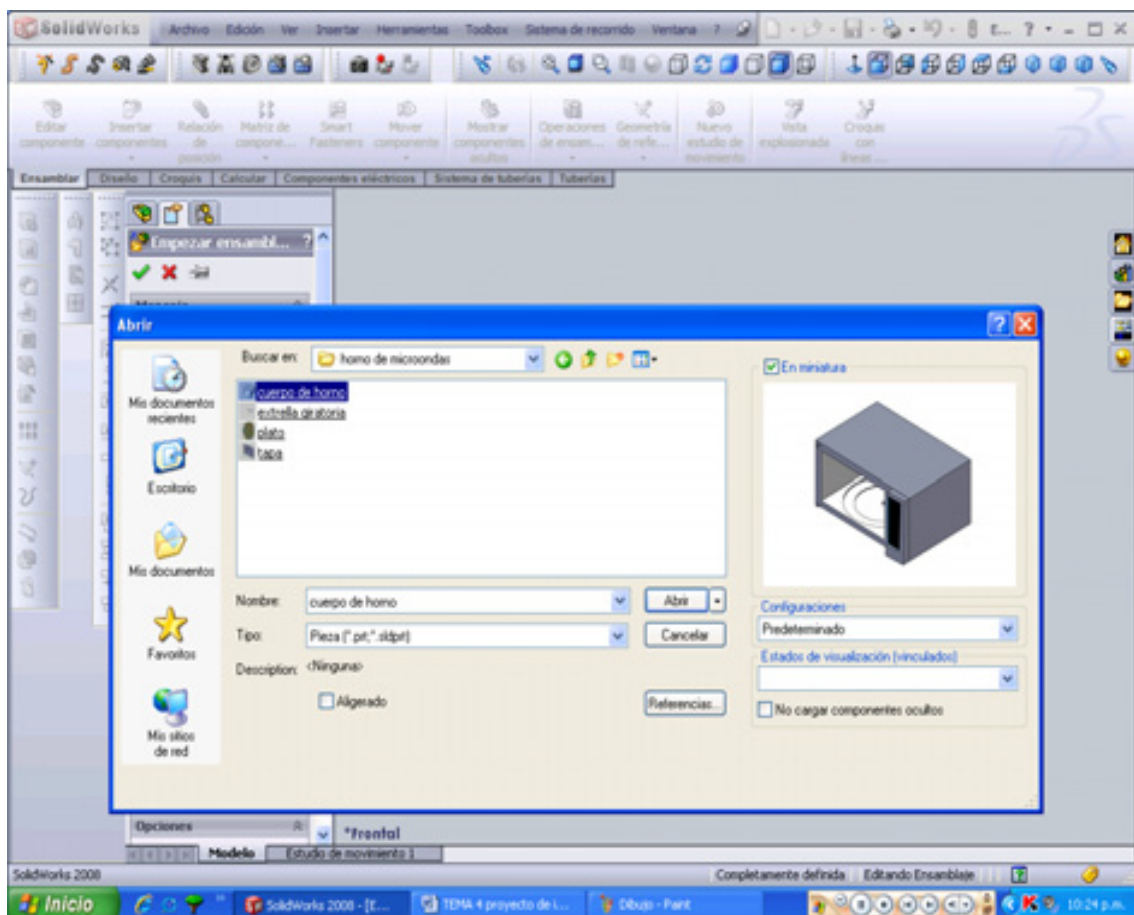 SolidWorks Archivo Edición Ver Insertar Herramientas Toolbox Sistema de recorrido Ventana ? E... ?
Editar componente
Insertar componentes
Relación de posición
Matriz de compone...
Smart Fasteners
Mover componente
Mostrar componentes ocultos
Operaciones de ensam...
Geometría de refe...
Nuevo estudio de movimiento
Vista explosionada
Croquis con líneas ...
Ensamblar Diseño Croquis Calcular Componentes eléctricos Sistema de tuberías Tuberías
Empezar ensambl... ?
Abrir
Buscar en: horno de microondas
Mis documentos recientes
Escritorio
Mis documentos
Favoritos
Mis sitios de red
cuerpo de horno
extrella giratoria
plato
tapa
En miniatura
Nombre: cuerpo de horno Abrir
Tipo: Pieza (*.prt;*.sldprt) Cancelar
Description: <Ninguna>
Aligerado
Referencias...
Configuraciones
Predeterminado
Estados de visualización (vinculados)
No cargar componentes ocultos
Opciones
*Frontal
Modelo Estudio de movimiento 1
SolidWorks 2008 Completamente definida Editando Ensamblaje
Inicio SolidWorks 2008 - [E... TEMA 4 proyecto de i... Dibujo - Paint 10:24 p.m.